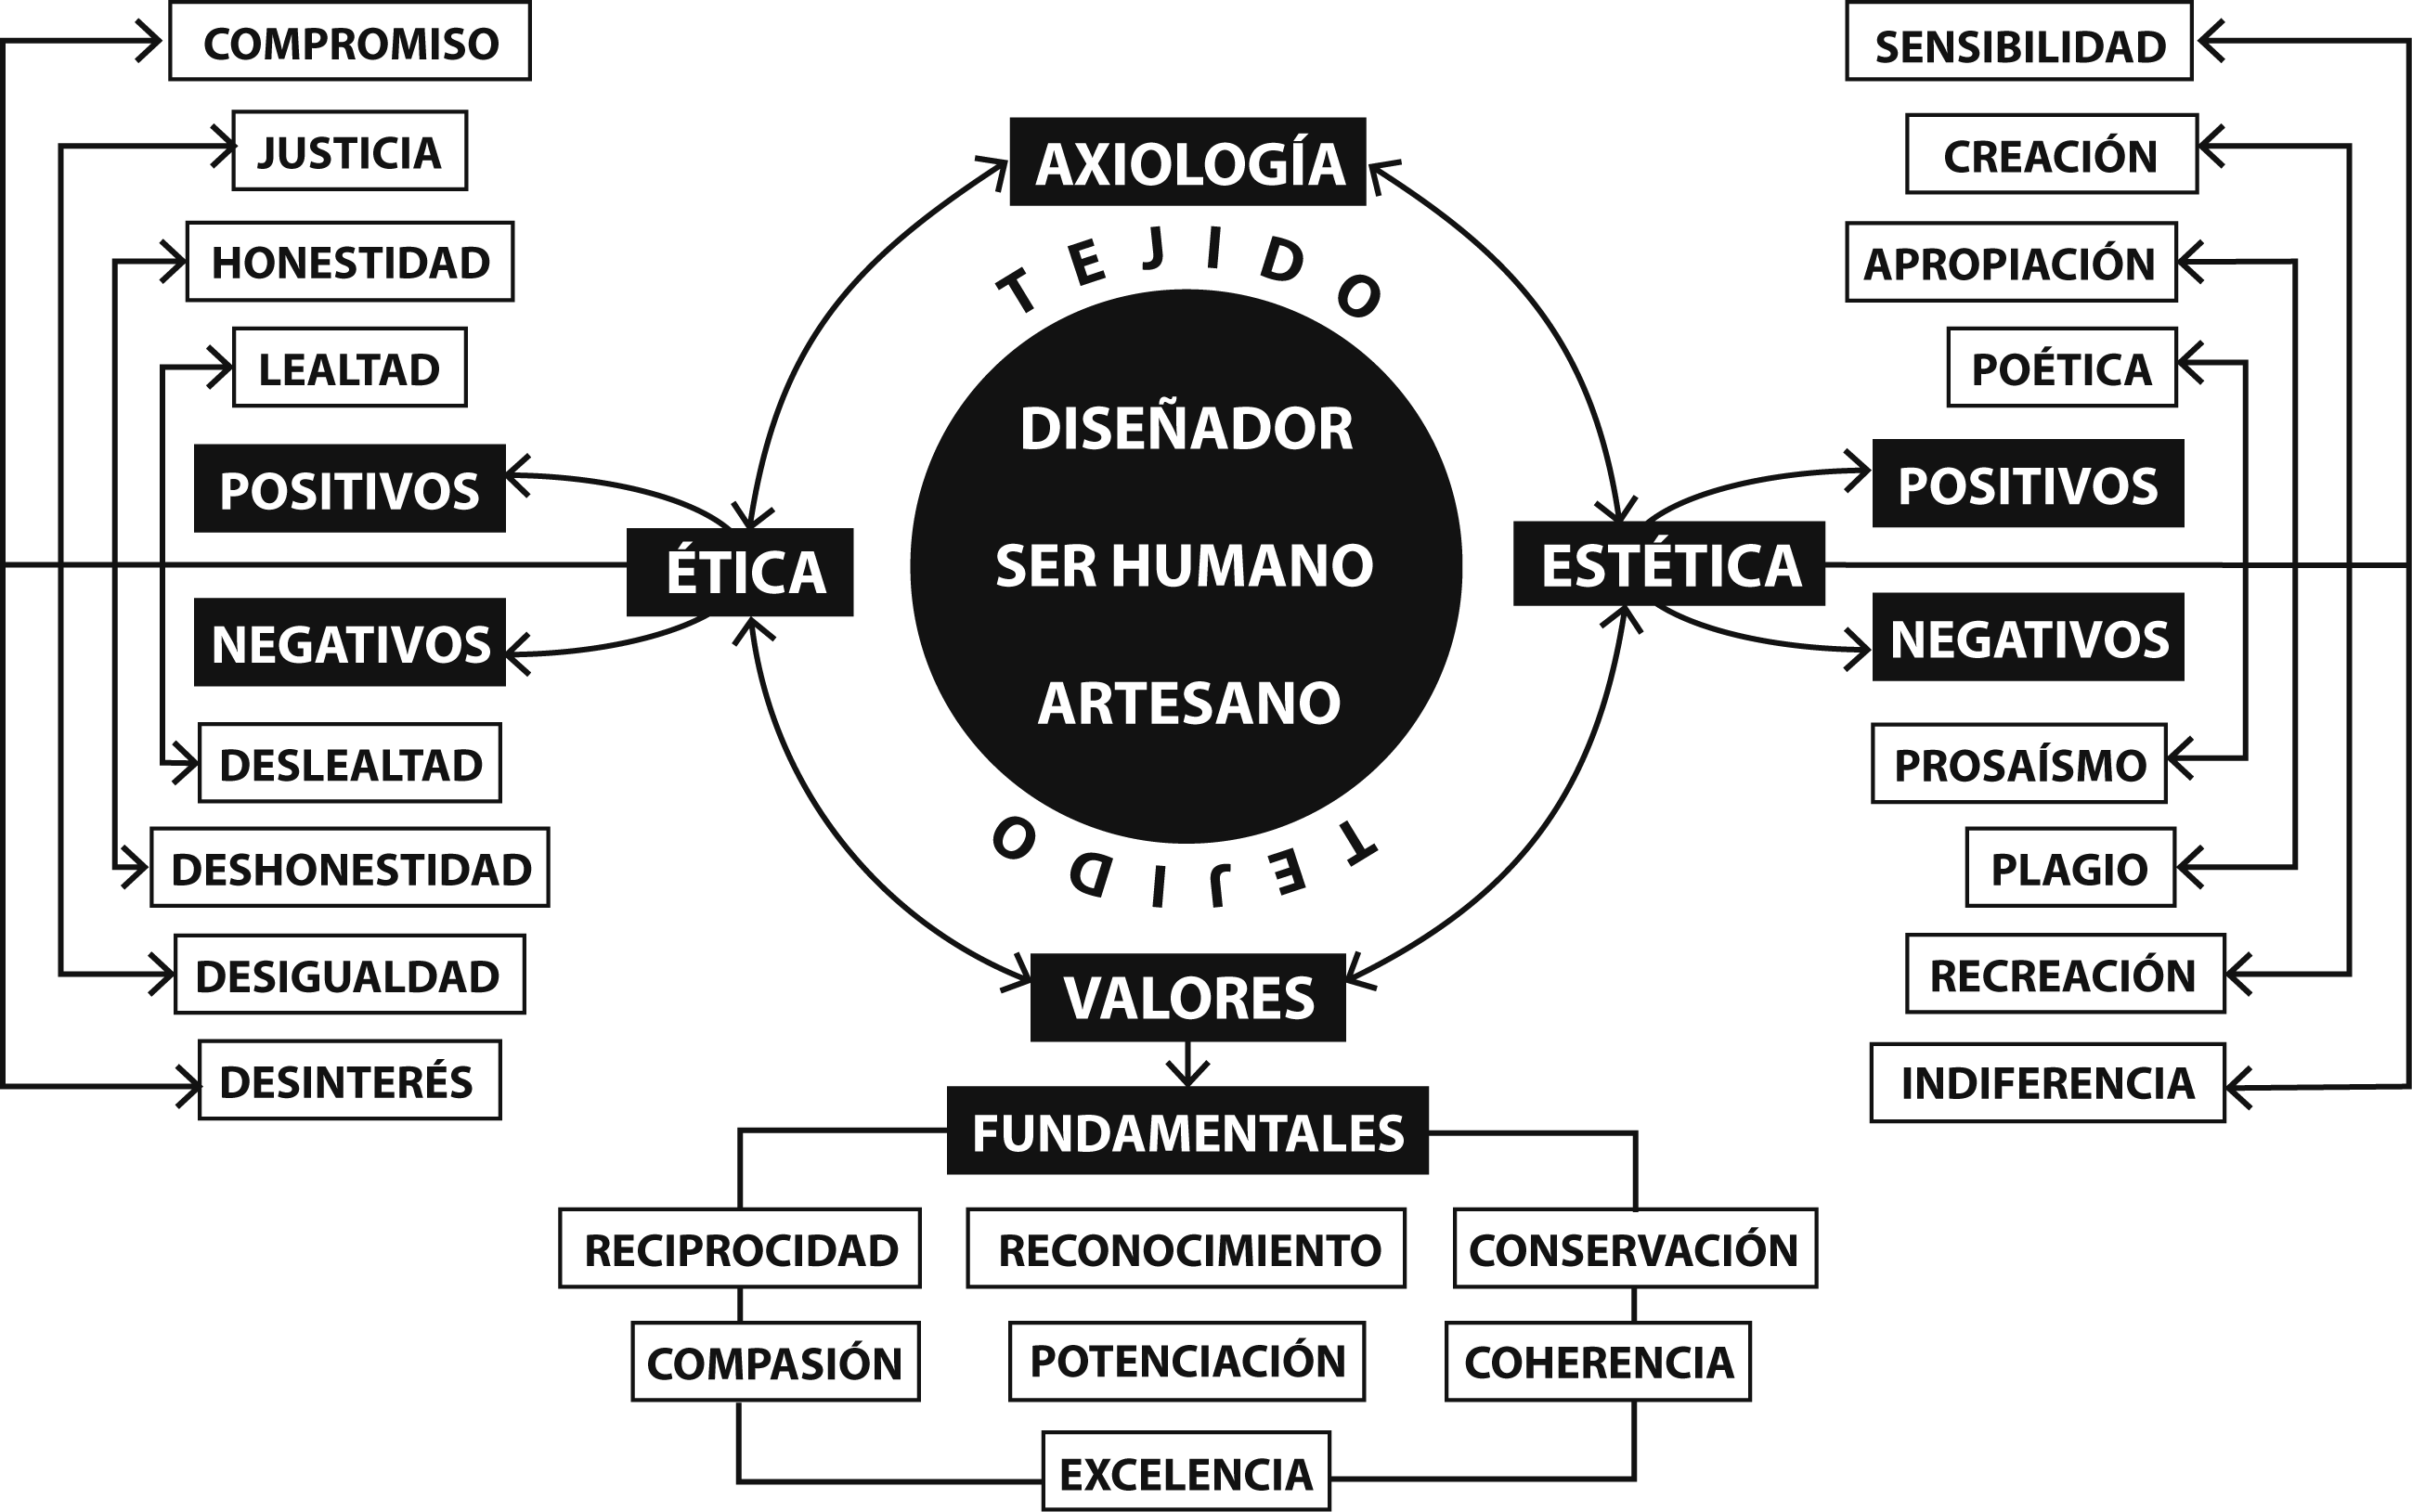 COMPROMISO
JUSTICIA
HONESTIDAD
LEALTAD
POSITIVOS
ÉTICA
NEGATIVOS
DESLEALTAD
DESHONESTIDAD
DESIGUALDAD
DESINTERÉS
AXIOLOGÍA
TEJIDO
DISEÑADOR
SER HUMANO
ARTESANO
TEJIDO
VALORES
FUNDAMENTALES
RECIPROCIDAD
RECONOCIMIENTO
CONSERVACIÓN
COMPASIÓN
POTENCIACIÓN
COHERENCIA
EXCELENCIA
SENSIBILIDAD
CREACIÓN
APROPIACIÓN
POÉTICA
POSITIVOS
ESTÉTICA
NEGATIVOS
PROSAÍSMO
PLAGIO
RECREACIÓN
INDIFERENCIA